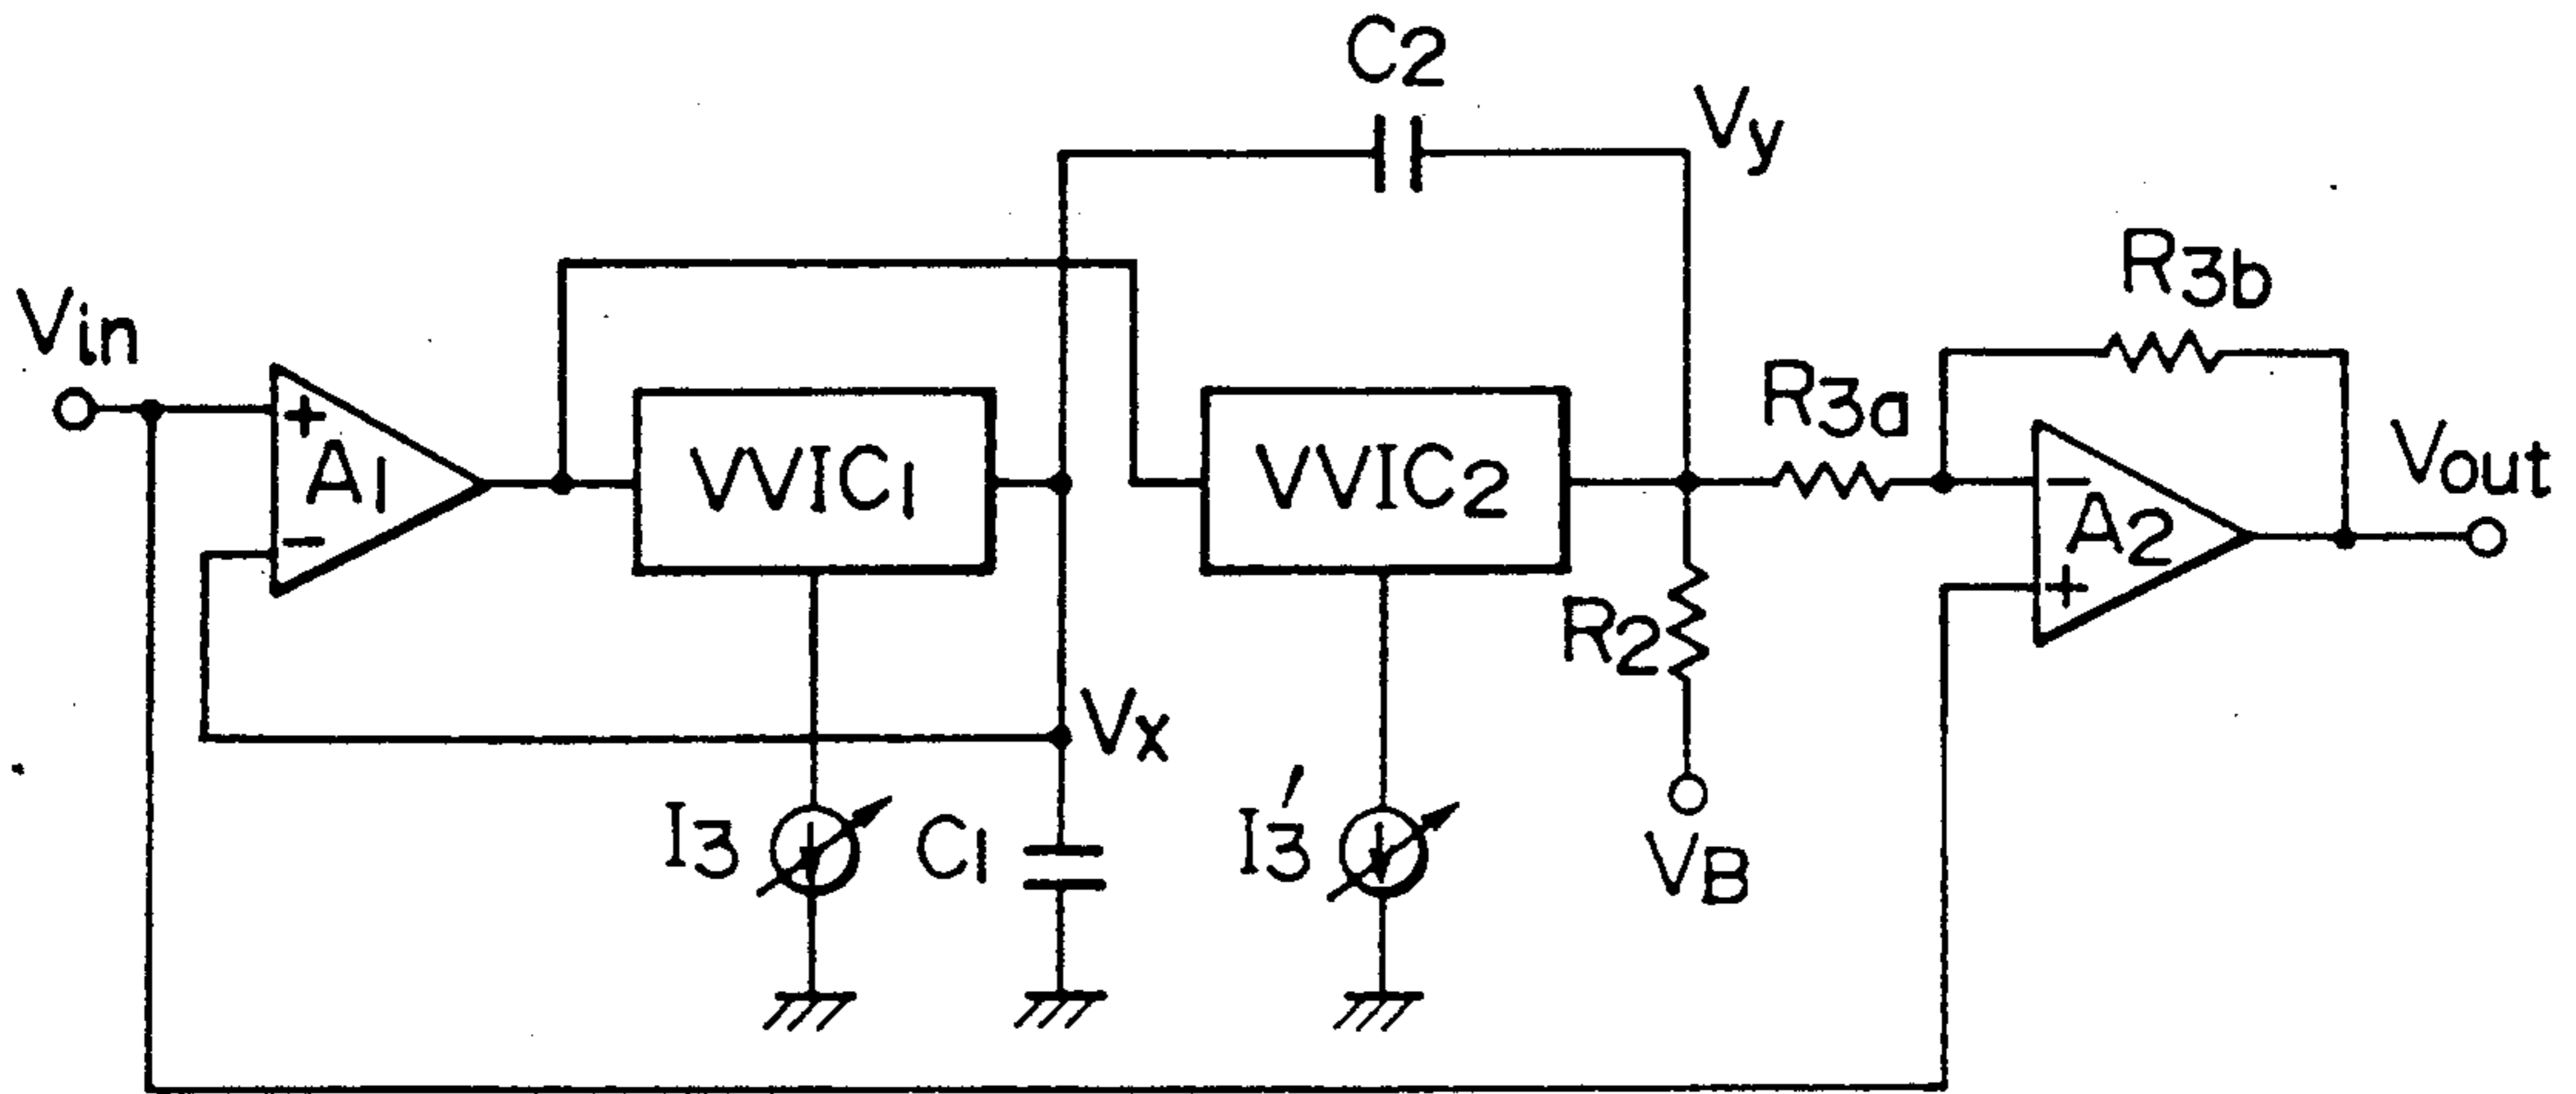 C2
Vy
Vin
R3b
R3a
Vout
+
A1
−
VVIC1
VVIC2
−
A2
+
R2
Vx
I3
C1
I3'
VB